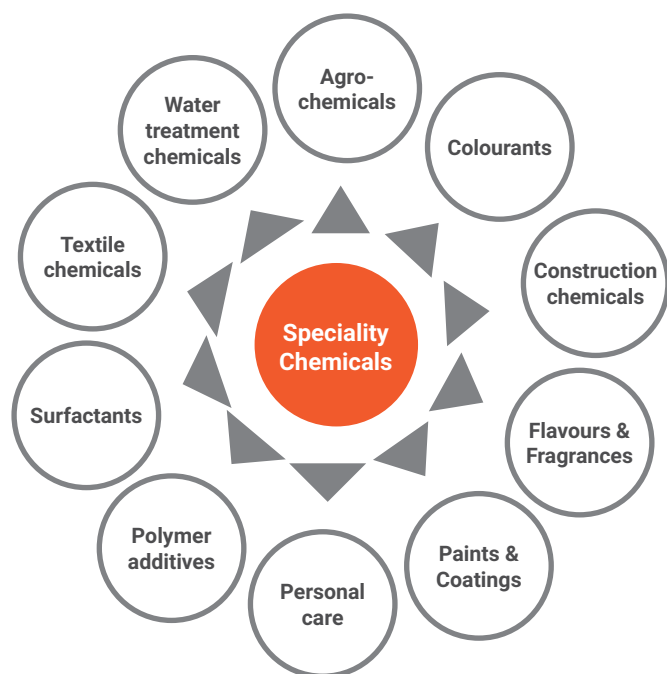 Agro-
chemicals
Colourants
Construction
chemicals
Flavours &
Fragrances
Paints &
Coatings
Personal
care
Polymer
additives
Surfactants
Textile
chemicals
Water
treatment
chemicals
Speciality
Chemicals